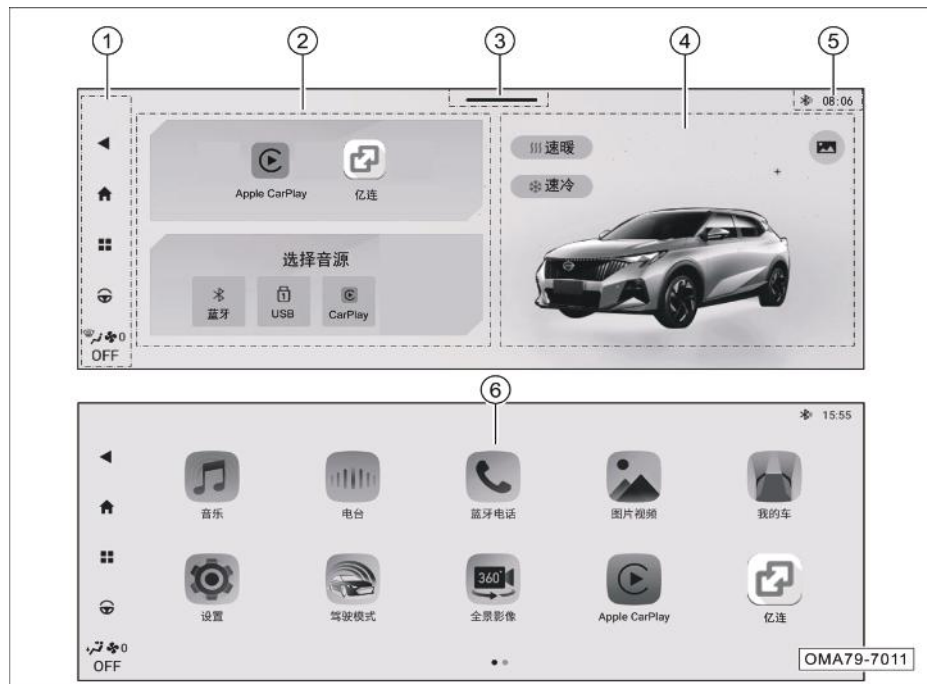 1 2 3 4 5
08:06
速暖
速冷
Apple CarPlay 亿连
选择音源
1
蓝牙 USB CarPlay
0
OFF
6
15:55
音乐 电台 蓝牙电话 图片视频 我的车
360°
设置 驾驶模式 全景影像 Apple CarPlay 亿连
0
OFF
OMA79-7011